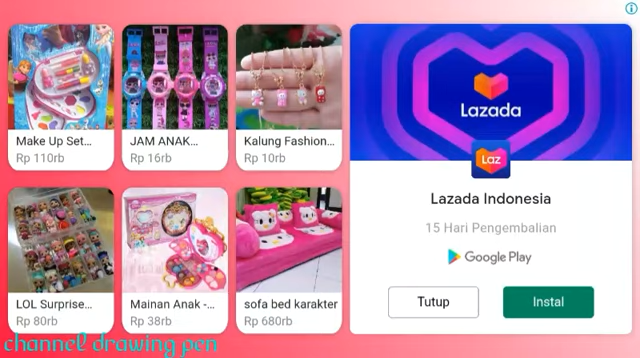 Make Up Set...
Rp 110rb
JAM ANAK...
Rp 16rb
Kalung Fashion...
Rp 10rb
LOL Surprise...
Rp 80rb
Mainan Anak -...
Rp 38rb
sofa bed karakter
Rp 680rb
Lazada
Laz
Lazada Indonesia
15 Hari Pengembalian
Google Play
Tutup
Instal
channel drawing pen